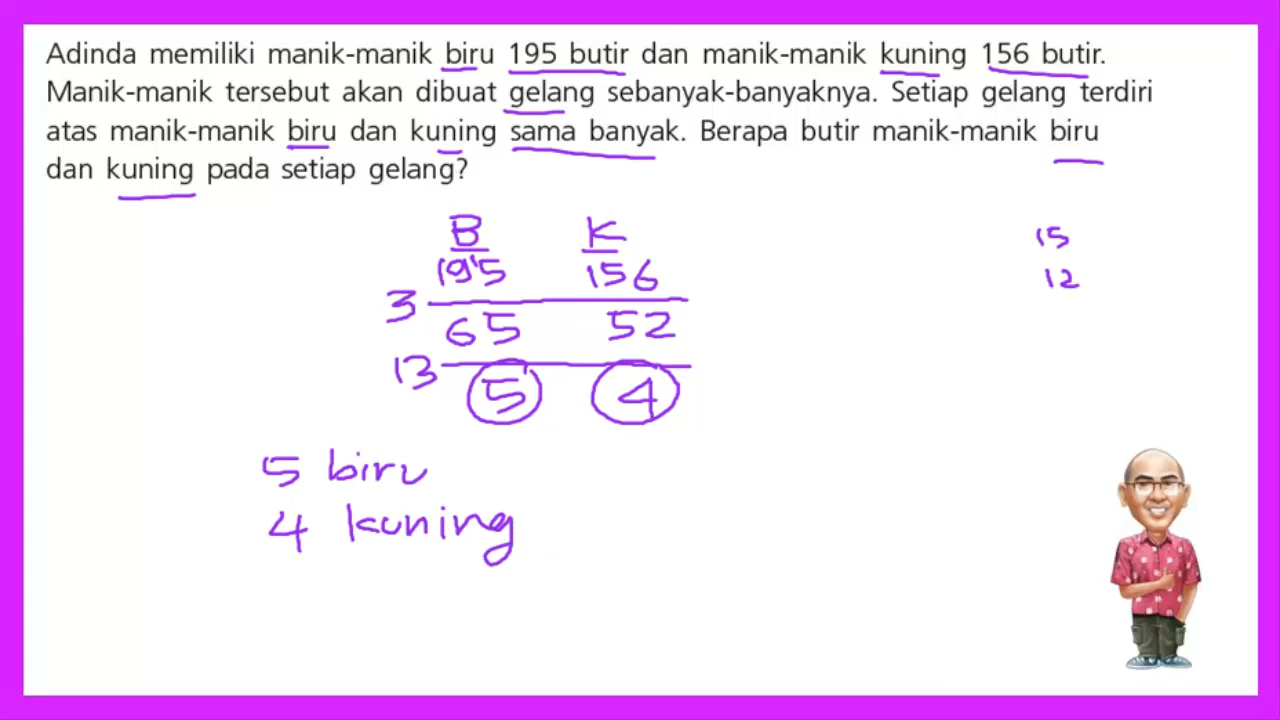 Adinda memiliki manik-manik biru 195 butir dan manik-manik kuning 156 butir.
Manik-manik tersebut akan dibuat gelang sebanyak-banyaknya. Setiap gelang terdiri
atas manik-manik biru dan kuning sama banyak. Berapa butir manik-manik biru
dan kuning pada setiap gelang?
B K
195 156
3
65 52
13
5 4
5 biru
4 kuning
15
12